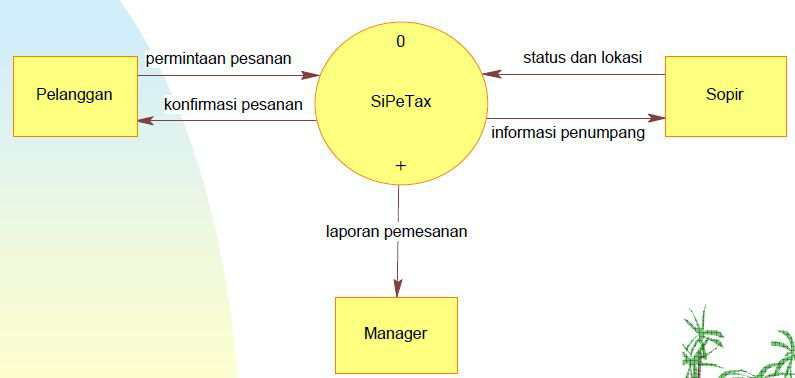 0
permintaan pesanan
status dan lokasi
Pelanggan
SiPeTax
Sopir
konfirmasi pesanan
informasi penumpang
+
laporan pemesanan
Manager